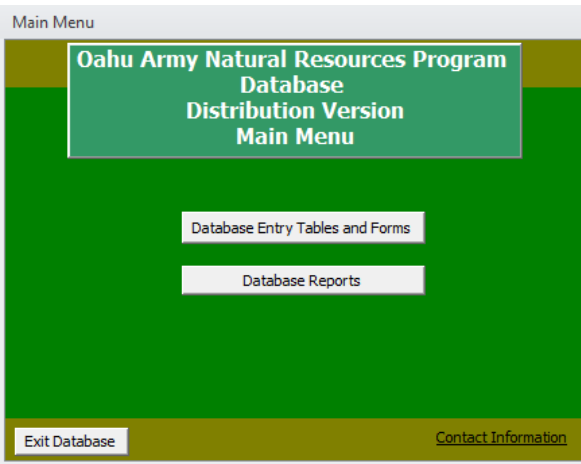 Main Menu
Oahu Army Natural Resources Program
Database
Distribution Version
Main Menu
Database Entry Tables and Forms
Database Reports
Exit Database
Contact Information